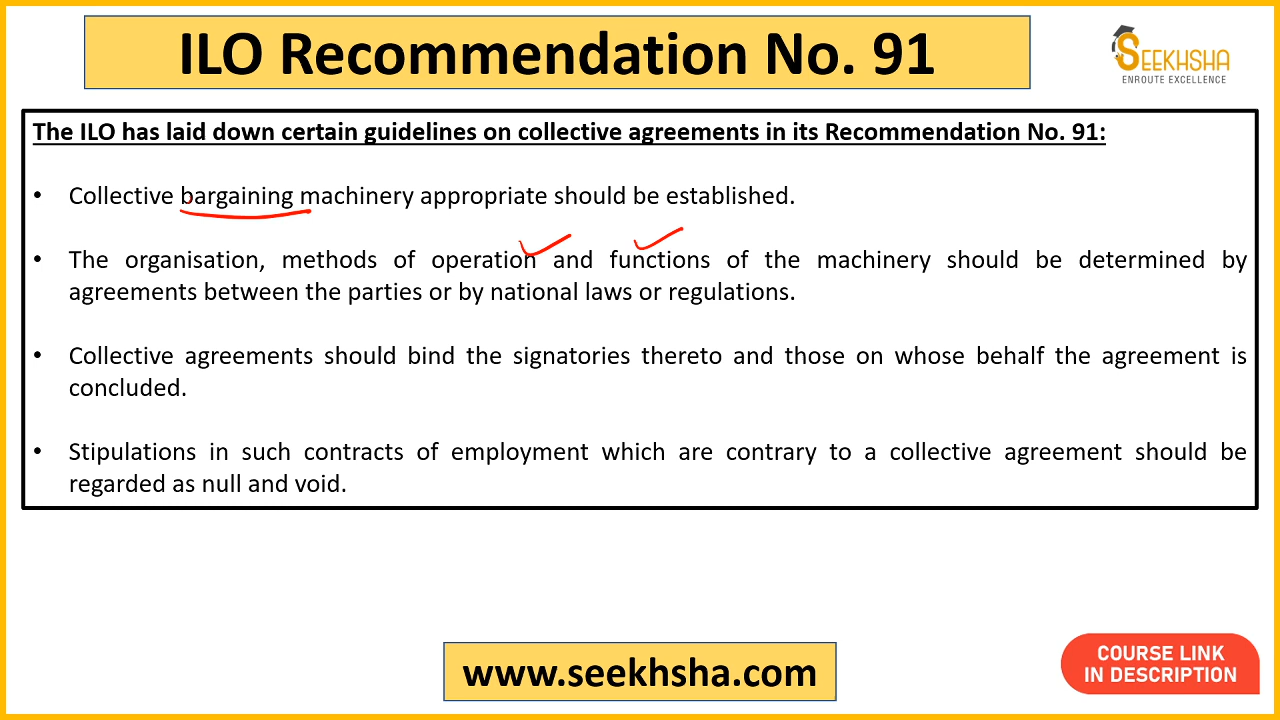 ILO Recommendation No. 91
SEEKHSHA
ENROUTE EXCELLENCE
The ILO has laid down certain guidelines on collective agreements in its Recommendation No. 91:
• Collective bargaining machinery appropriate should be established.
• The organisation, methods of operation and functions of the machinery should be determined by
agreements between the parties or by national laws or regulations.
• Collective agreements should bind the signatories thereto and those on whose behalf the agreement is
concluded.
• Stipulations in such contracts of employment which are contrary to a collective agreement should be
regarded as null and void.
www.seekhsha.com
COURSE LINK
IN DESCRIPTION